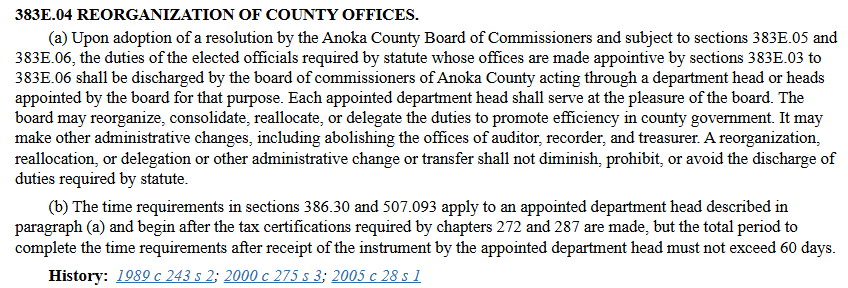 383E.04 REORGANIZATION OF COUNTY OFFICES.
(a) Upon adoption of a resolution by the Anoka County Board of Commissioners and subject to sections 383E.05 and
383E.06, the duties of the elected officials required by statute whose offices are made appointive by sections 383E.03 to
383E.06 shall be discharged by the board of commissioners of Anoka County acting through a department head or heads
appointed by the board for that purpose. Each appointed department head shall serve at the pleasure of the board. The
board may reorganize, consolidate, reallocate, or delegate the duties to promote efficiency in county government. It may
make other administrative changes, including abolishing the offices of auditor, recorder, and treasurer. A reorganization,
reallocation, or delegation or other administrative change or transfer shall not diminish, prohibit, or avoid the discharge of
duties required by statute.
(b) The time requirements in sections 386.30 and 507.093 apply to an appointed department head described in
paragraph (a) and begin after the tax certifications required by chapters 272 and 287 are made, but the total period to
complete the time requirements after receipt of the instrument by the appointed department head must not exceed 60 days.
History: 1989 c 243 s 2; 2000 c 275 s 3; 2005 c 28 s 1